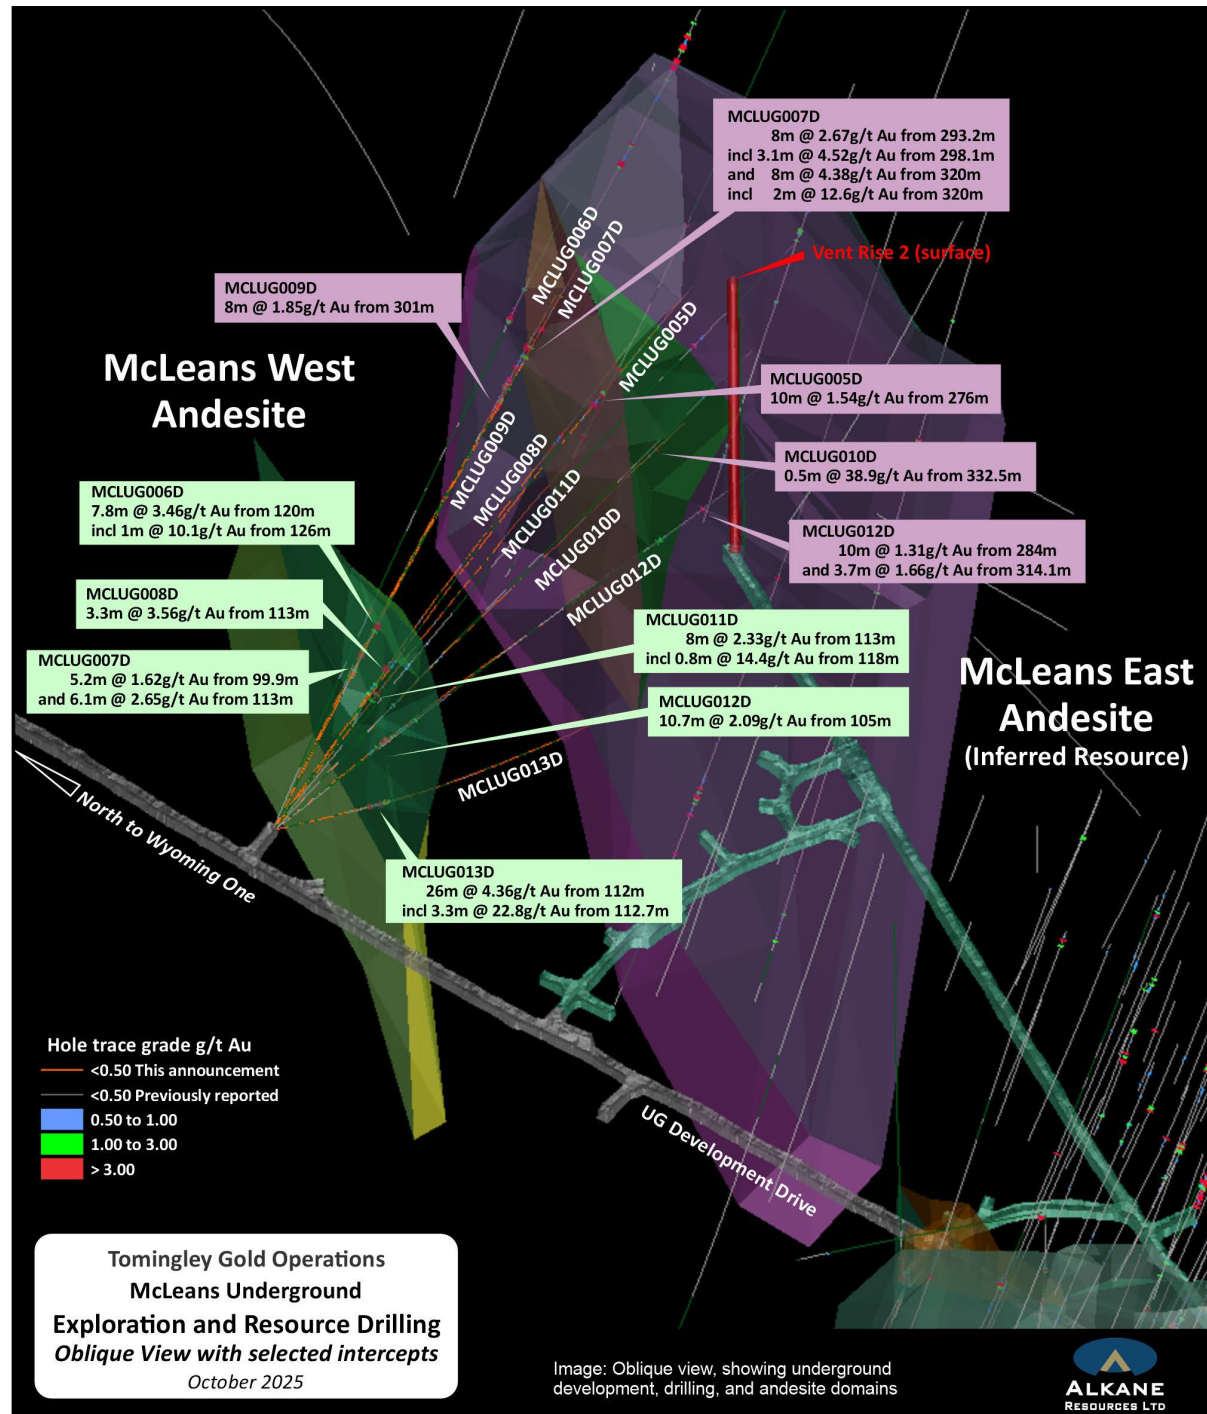 MCLUG007D
8m @ 2.67g/t Au from 293.2m
incl 3.1m @ 4.52g/t Au from 298.1m
and 8m @ 4.38g/t Au from 320m
incl 2m @ 12.6g/t Au from 320m
MCLUG006D
MCLUG007D
Vent Rise 2 (surface)
MCLUG009D
8m @ 1.85g/t Au from 301m
MCLUG005D
McLeans West
Andesite
MCLUG005D
10m @ 1.54g/t Au from 276m
MCLUG009D
MCLUG008D
MCLUG011D
MCLUG010D
MCLUG012D
MCLUG010D
0.5m @ 38.9g/t Au from 332.5m
MCLUG006D
7.8m @ 3.46g/t Au from 120m
incl 1m @ 10.1g/t Au from 126m
MCLUG012D
10m @ 1.31g/t Au from 284m
and 3.7m @ 1.66g/t Au from 314.1m
MCLUG008D
3.3m @ 3.56g/t Au from 113m
MCLUG011D
8m @ 2.33g/t Au from 113m
incl 0.8m @ 14.4g/t Au from 118m
MCLUG007D
5.2m @ 1.62g/t Au from 99.9m
and 6.1m @ 2.65g/t Au from 113m
McLeans East
Andesite
(Inferred Resource)
MCLUG012D
10.7m @ 2.09g/t Au from 105m
MCLUG013D
North to Wyoming One
MCLUG013D
26m @ 4.36g/t Au from 112m
incl 3.3m @ 22.8g/t Au from 112.7m
UG Development Drive
Hole trace grade g/t Au
<0.50 This announcement
<0.50 Previously reported
0.50 to 1.00
1.00 to 3.00
> 3.00
Tomingley Gold Operations
McLeans Underground
Exploration and Resource Drilling
Oblique View with selected intercepts
October 2025
Image: Oblique view, showing underground
development, drilling, and andesite domains
ALKANE
RESOURCES LTD